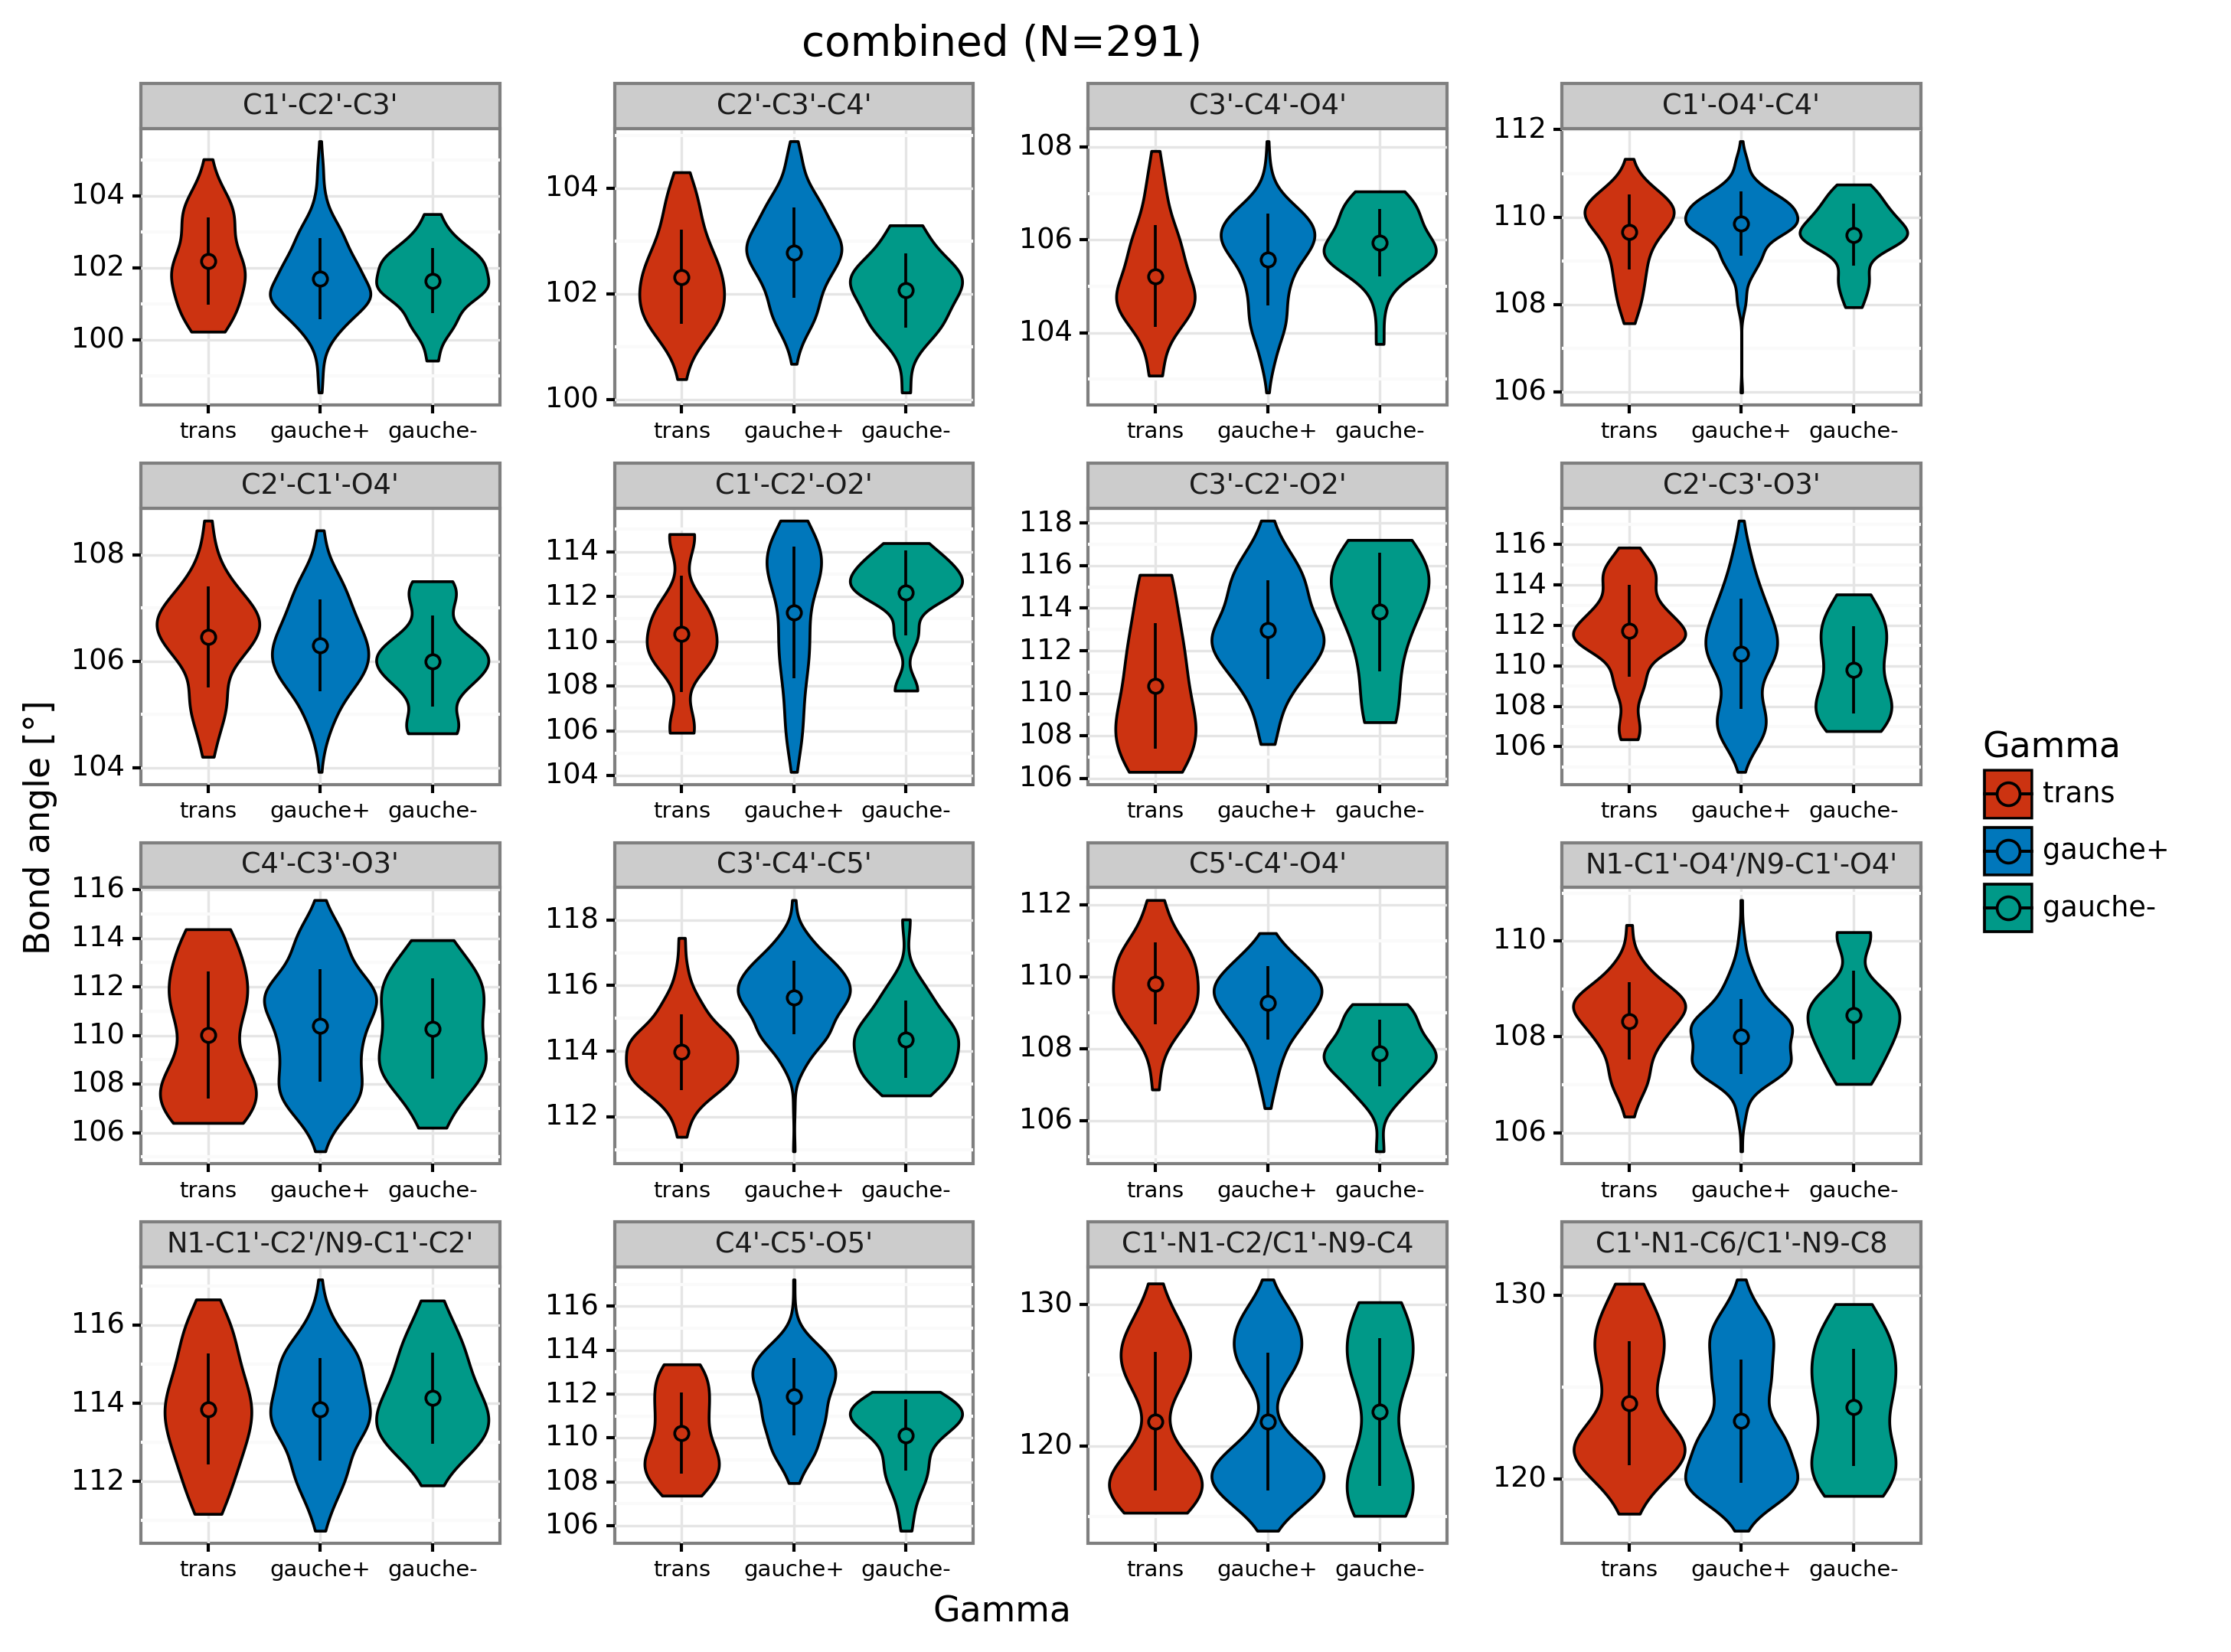 combined (N=291)
C1'-C2'-C3'
C2'-C3'-C4'
C3'-C4'-O4'
C1'-O4'-C4'
104
102
100
104
102
100
108
106
104
112
110
108
106
trans gauche+ gauche-
trans gauche+ gauche-
trans gauche+ gauche-
trans gauche+ gauche-
C2'-C1'-O4'
C1'-C2'-O2'
C3'-C2'-O2'
C2'-C3'-O3'
108
106
104
114
112
110
108
106
104
118
116
114
112
110
108
106
116
114
112
110
108
106
trans gauche+ gauche-
trans gauche+ gauche-
trans gauche+ gauche-
trans gauche+ gauche-
Bond angle [°]
C4'-C3'-O3'
C3'-C4'-C5'
C5'-C4'-O4'
N1-C1'-O4'/N9-C1'-O4'
116
114
112
110
108
106
118
116
114
112
112
110
108
106
110
108
106
trans gauche+ gauche-
trans gauche+ gauche-
trans gauche+ gauche-
trans gauche+ gauche-
N1-C1'-C2'/N9-C1'-C2'
C4'-C5'-O5'
C1'-N1-C2/C1'-N9-C4
C1'-N1-C6/C1'-N9-C8
116
114
112
116
114
112
110
108
106
130
120
130
120
trans gauche+ gauche-
trans gauche+ gauche-
trans gauche+ gauche-
trans gauche+ gauche-
Gamma
Gamma
trans
gauche+
gauche-